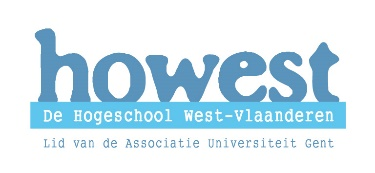 howest
De Hogeschool West-Vlaanderen
Lid van de Associatie Universiteit Gent